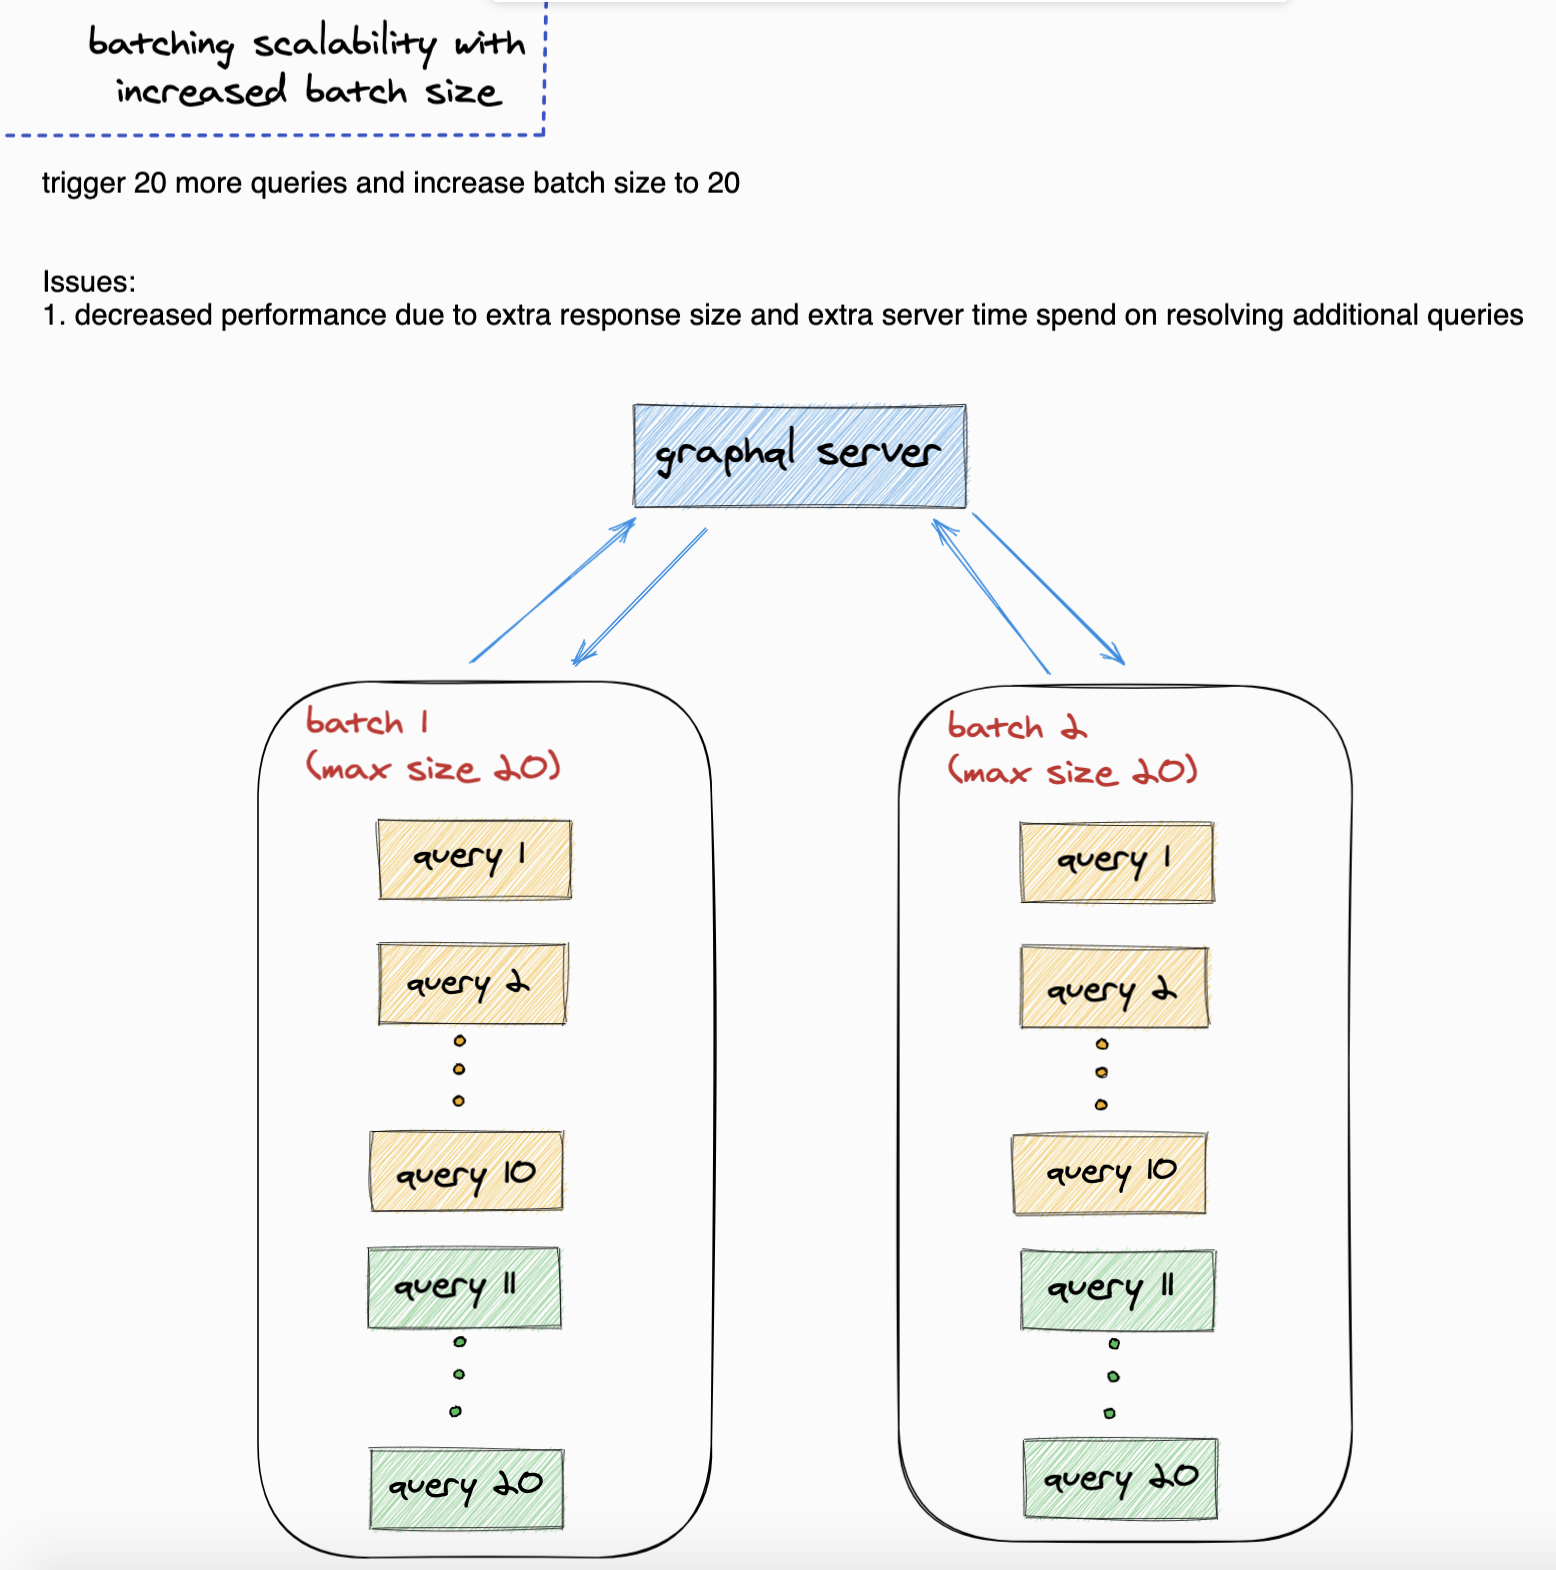 batching scalability with
increased batch size
trigger 20 more queries and increase batch size to 20
Issues:
1. decreased performance due to extra response size and extra server time spend on resolving additional queries
graphql server
batch 1
(max size 20)
query 1
query 2
query 10
query 11
query 20
batch 2
(max size 20)
query 1
query 2
query 10
query 11
query 20